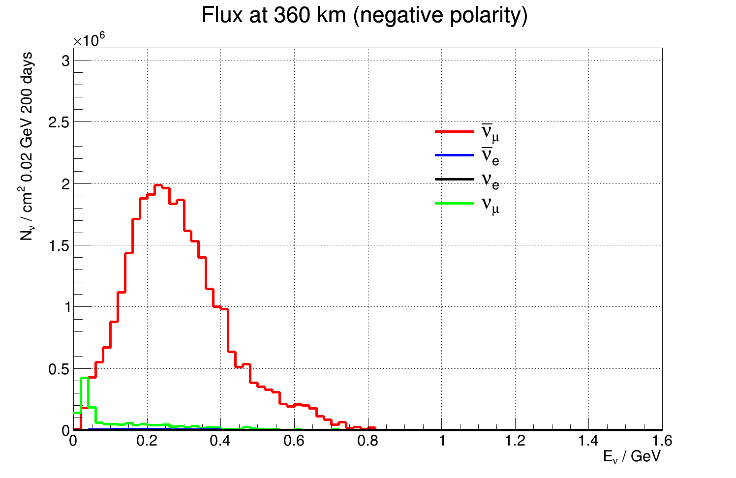 Flux at 360 km (negative polarity)
×10⁶
N_ν / cm² 0.02 GeV 200 days
3
2.5
2
1.5
1
0.5
0
ν̅_μ
ν̅_e
ν_e
ν_μ
0 0.2 0.4 0.6 0.8 1 1.2 1.4 1.6
E_ν / GeV